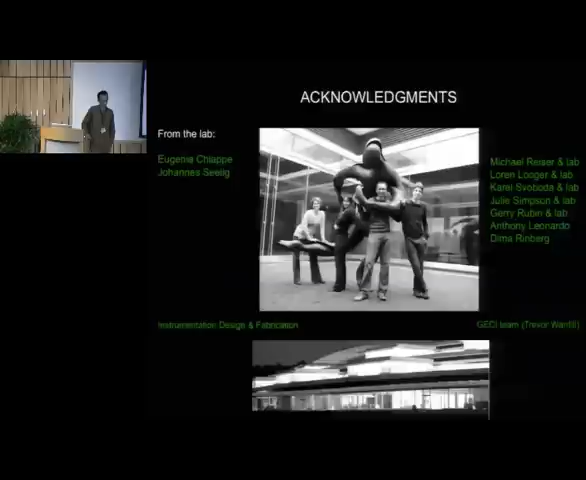 ACKNOWLEDGMENTS
From the lab:
Eugenia Chiappe
Johannes Seelig
Michael Reiser & lab
Loren Looger & lab
Karel Svoboda & lab
Julie Simpson & lab
Gerry Rubin & lab
Anthony Leonardo
Dima Rinberg
Instrumentation Design & Fabrication
GECI team (Trevor Wardill)